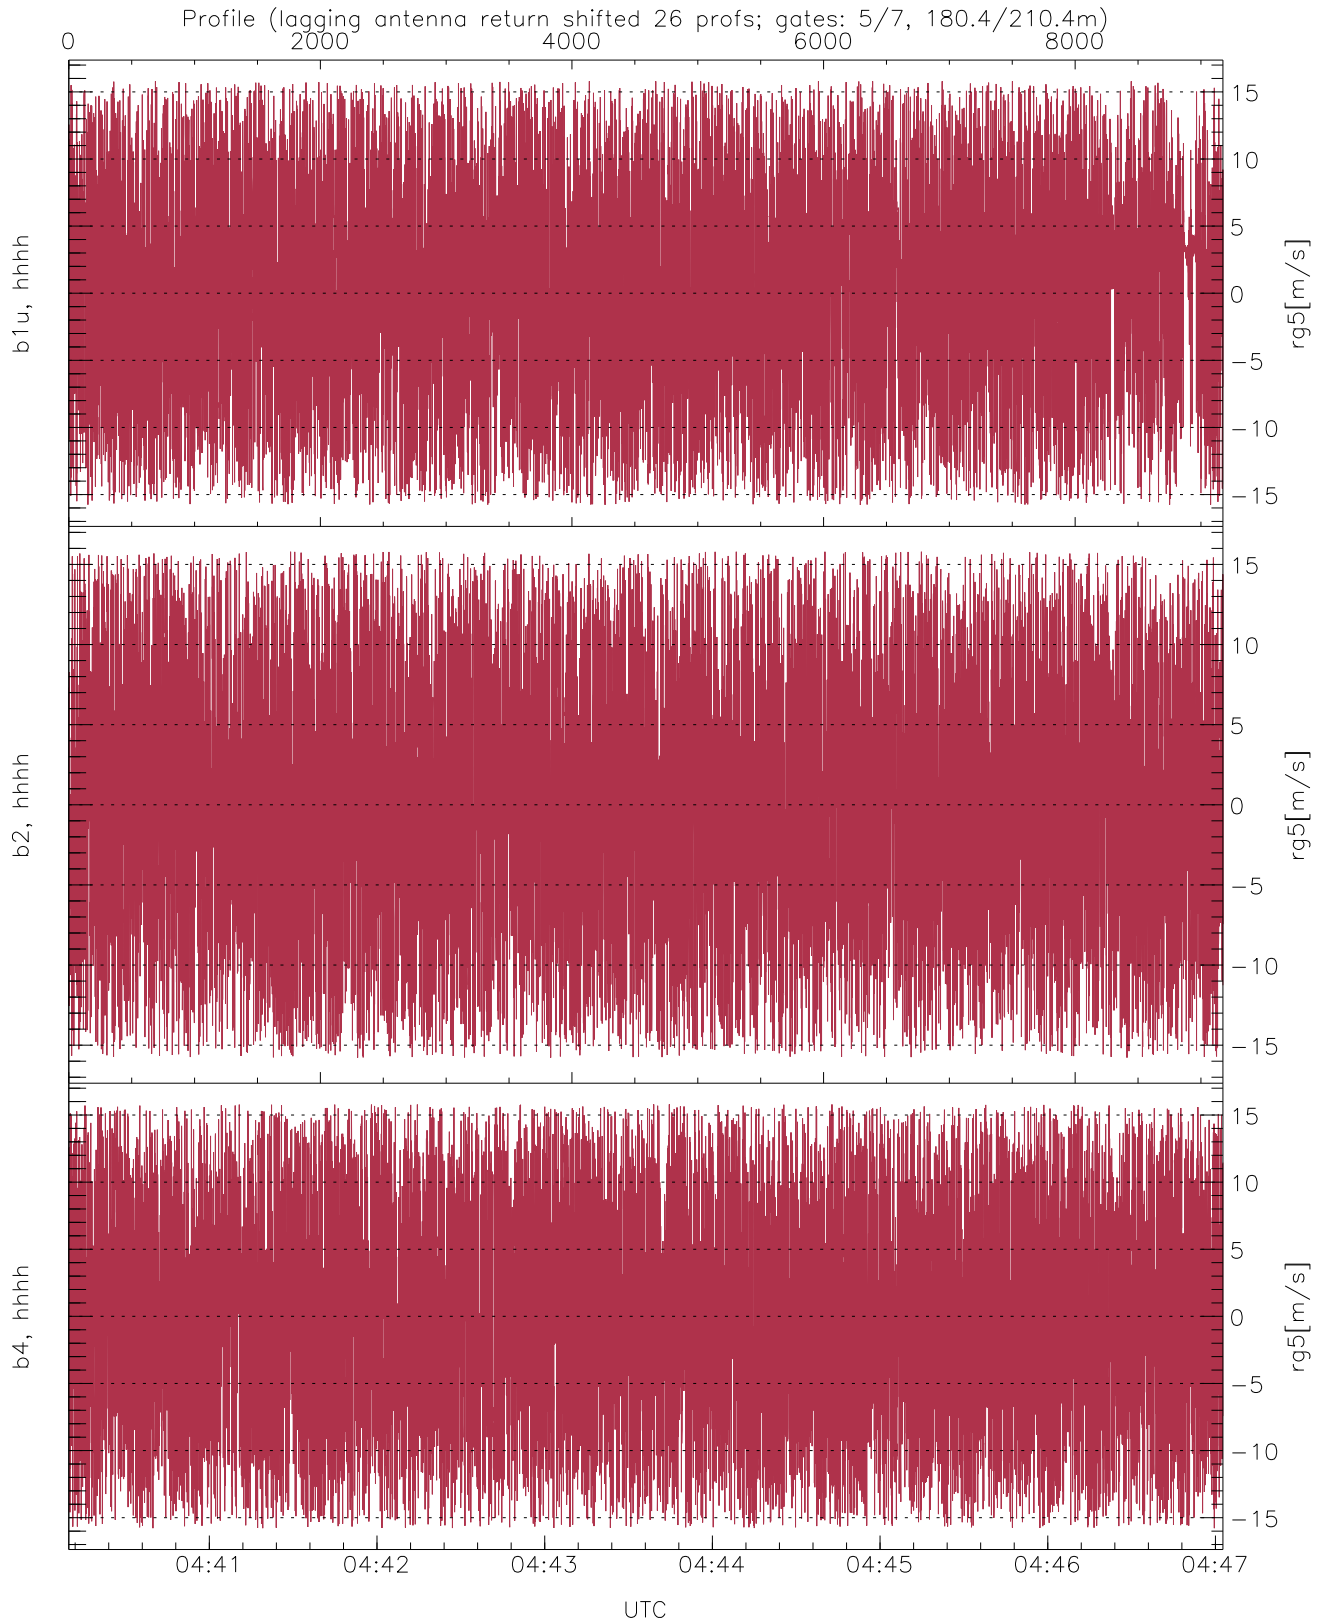 Profile (lagging antenna return shifted 26 profs; gates: 5/7, 180.4/210.4m)
0 2000 4000 6000 8000
b1u, hhhh
15
10
5
0
-5
-10
-15
rg5[m/s]
b2, hhhh
15
10
5
0
-5
-10
-15
rg5[m/s]
b4, hhhh
15
10
5
0
-5
-10
-15
rg5[m/s]
04:41 04:42 04:43 04:44 04:45 04:46 04:47
UTC